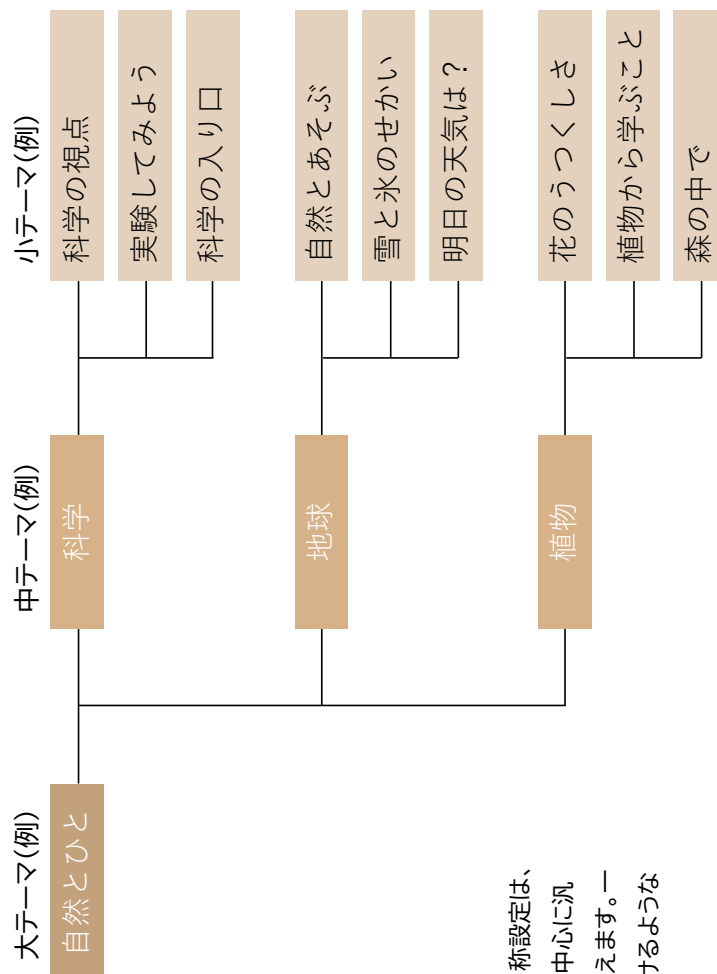 大テーマ(例)
中テーマ(例)
小テーマ(例)
自然とひと
科学
科学の視点
実験してみよう
科学の入り口
地球
自然とあそぶ
雪と氷のせかい
明日の天気は？
植物
花のうつくしさ
植物から学ぶこと
森の中で
称設定は、
中心に汎
えます。一
けるような